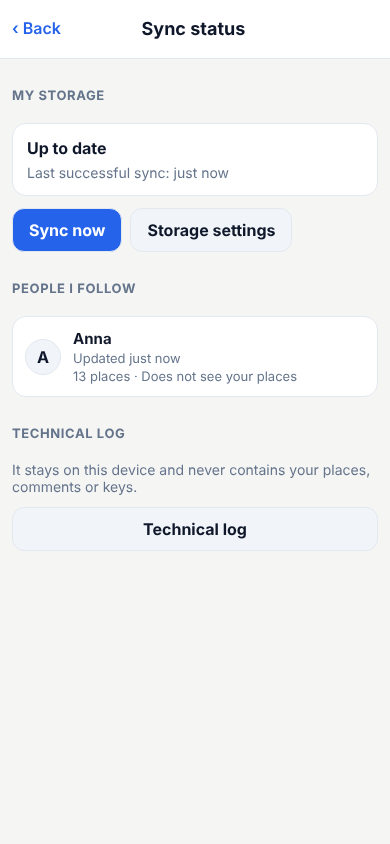 ‹ Back
Sync status
MY STORAGE
Up to date
Last successful sync: just now
Sync now
Storage settings
PEOPLE I FOLLOW
A
Anna
Updated just now
13 places · Does not see your places
TECHNICAL LOG
It stays on this device and never contains your places,
comments or keys.
Technical log